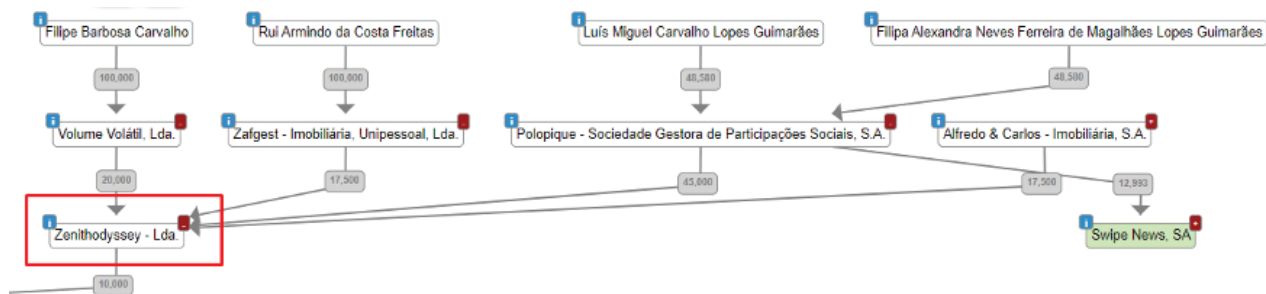 Filipe Barbosa Carvalho
Rui Armindo da Costa Freitas
Luís Miguel Carvalho Lopes Guimarães
Filipa Alexandra Neves Ferreira de Magalhães Lopes Guimarães
100,000
100,000
48,580
48,580
Volume Volátil, Lda.
Zafgest - Imobiliária, Unipessoal, Lda.
Polopique - Sociedade Gestora de Participações Sociais, S.A.
Alfredo & Carlos - Imobiliária, S.A.
20,000
17,500
45,000
17,500
12,993
Zenithodyssey - Lda.
Swipe News, SA
10,000